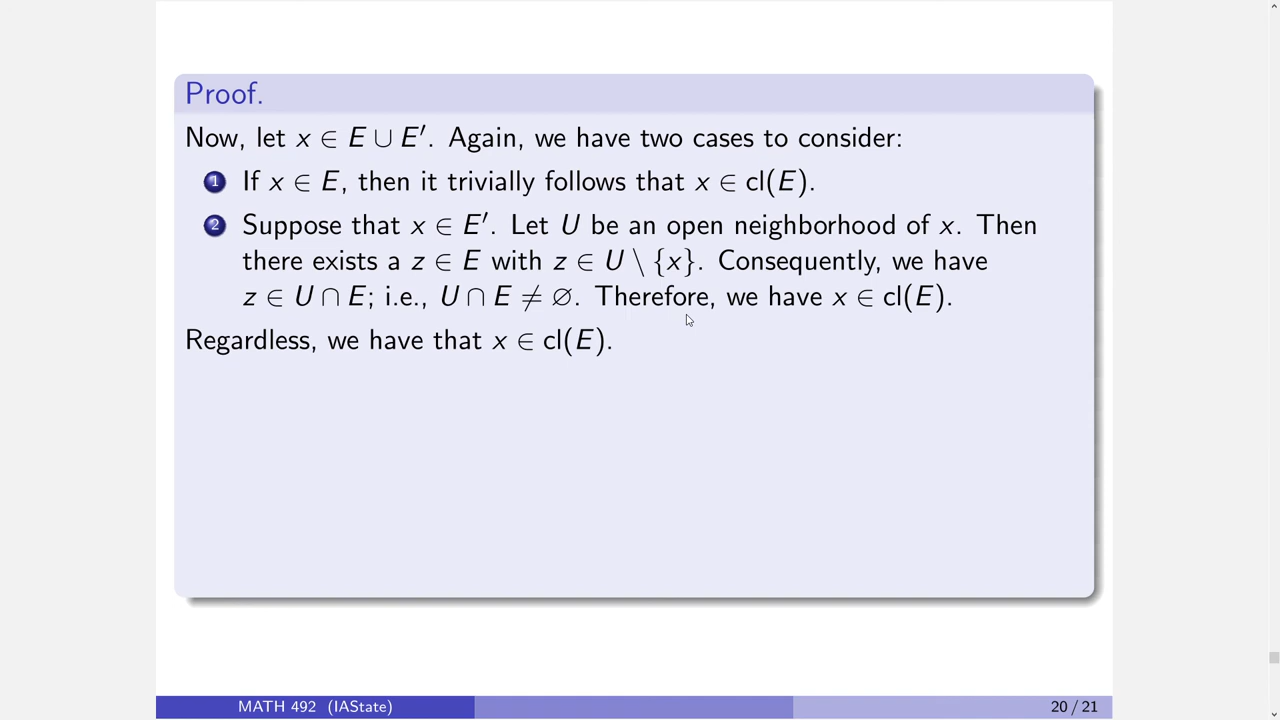 Proof.
Now, let x ∈ E ∪ E′. Again, we have two cases to consider:
1 If x ∈ E, then it trivially follows that x ∈ cl(E).
2 Suppose that x ∈ E′. Let U be an open neighborhood of x. Then
there exists a z ∈ E with z ∈ U \ {x}. Consequently, we have
z ∈ U ∩ E; i.e., U ∩ E ≠ ∅. Therefore, we have x ∈ cl(E).
Regardless, we have that x ∈ cl(E).
MATH 492 (IAState) 20 / 21